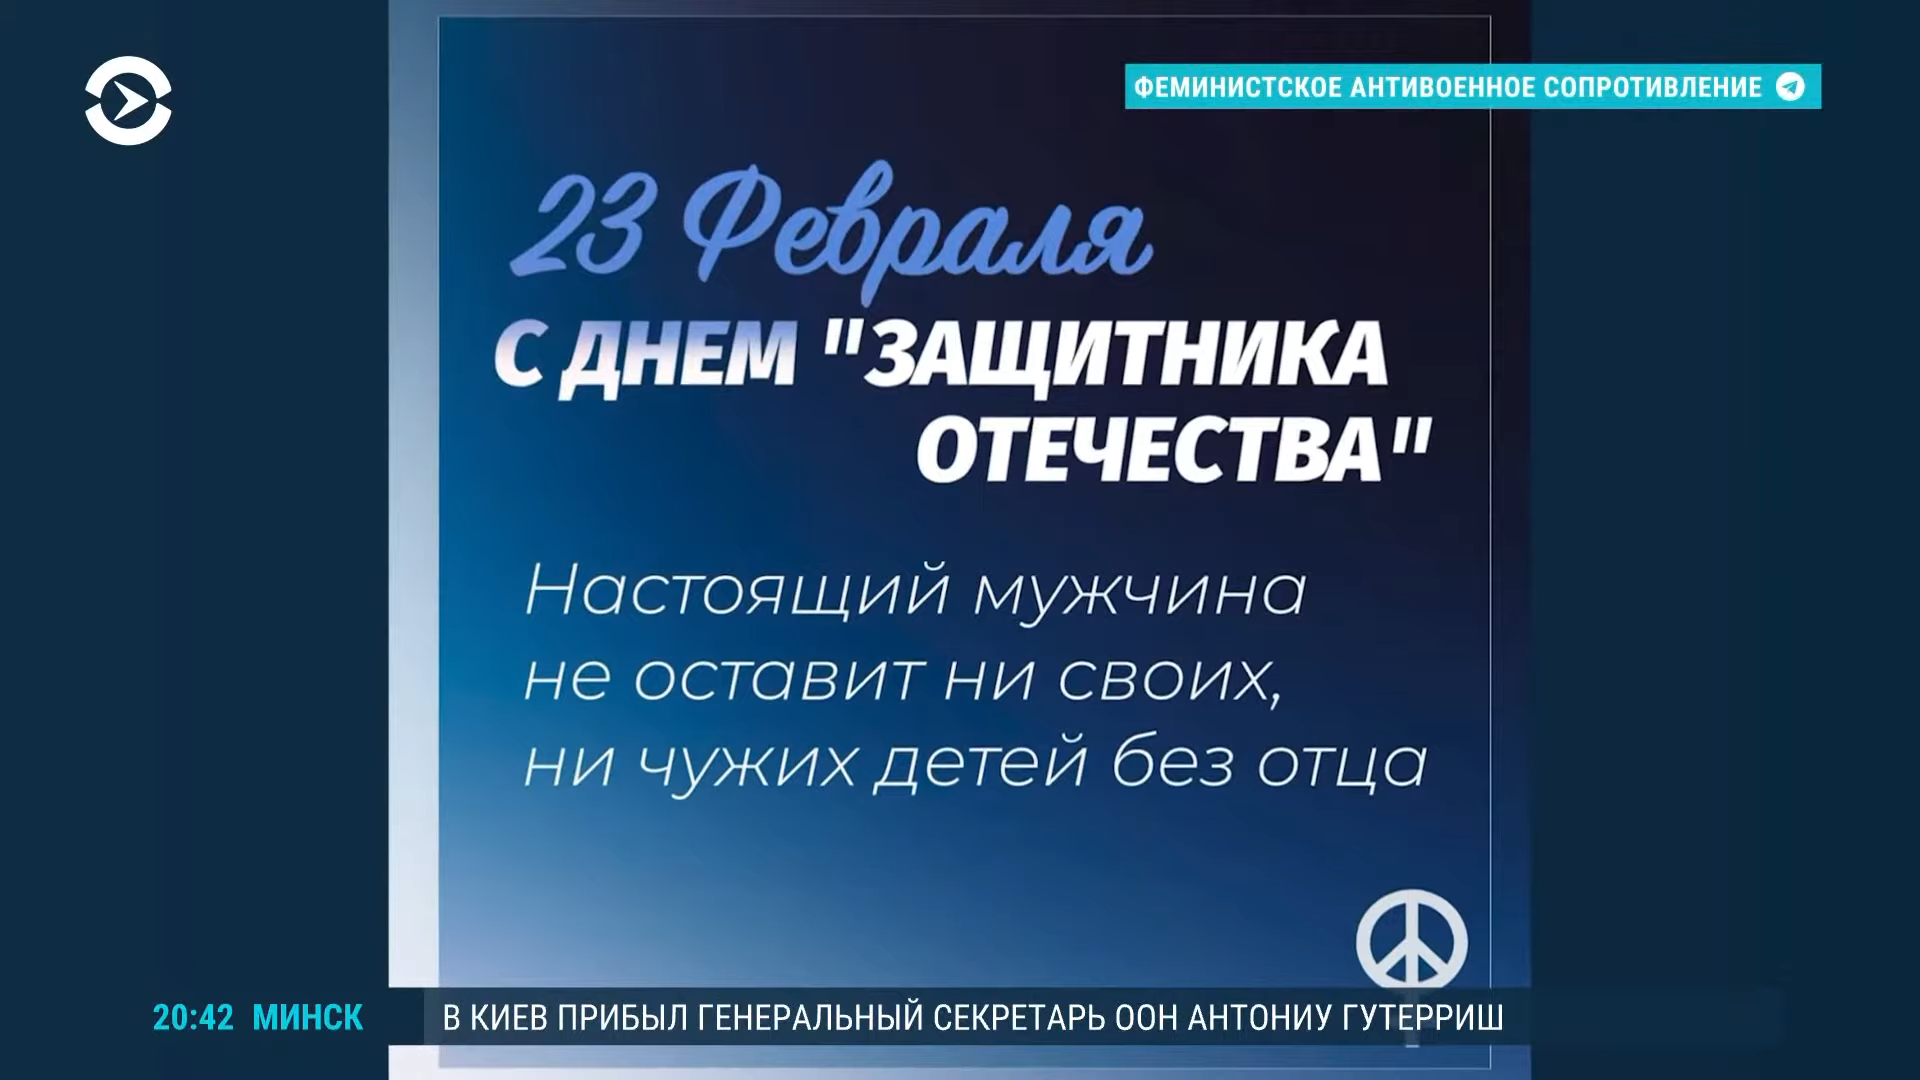 ФЕМИНИСТСКОЕ АНТИВОЕННОЕ СОПРОТИВЛЕНИЕ
23 Февраля
С ДНЕМ "ЗАЩИТНИКА
ОТЕЧЕСТВА"
Настоящий мужчина
не оставит ни своих,
ни чужих детей без отца
20:42 МИНСК
В КИЕВ ПРИБЫЛ ГЕНЕРАЛЬНЫЙ СЕКРЕТАРЬ ООН АНТОНИУ ГУТЕРРИШ